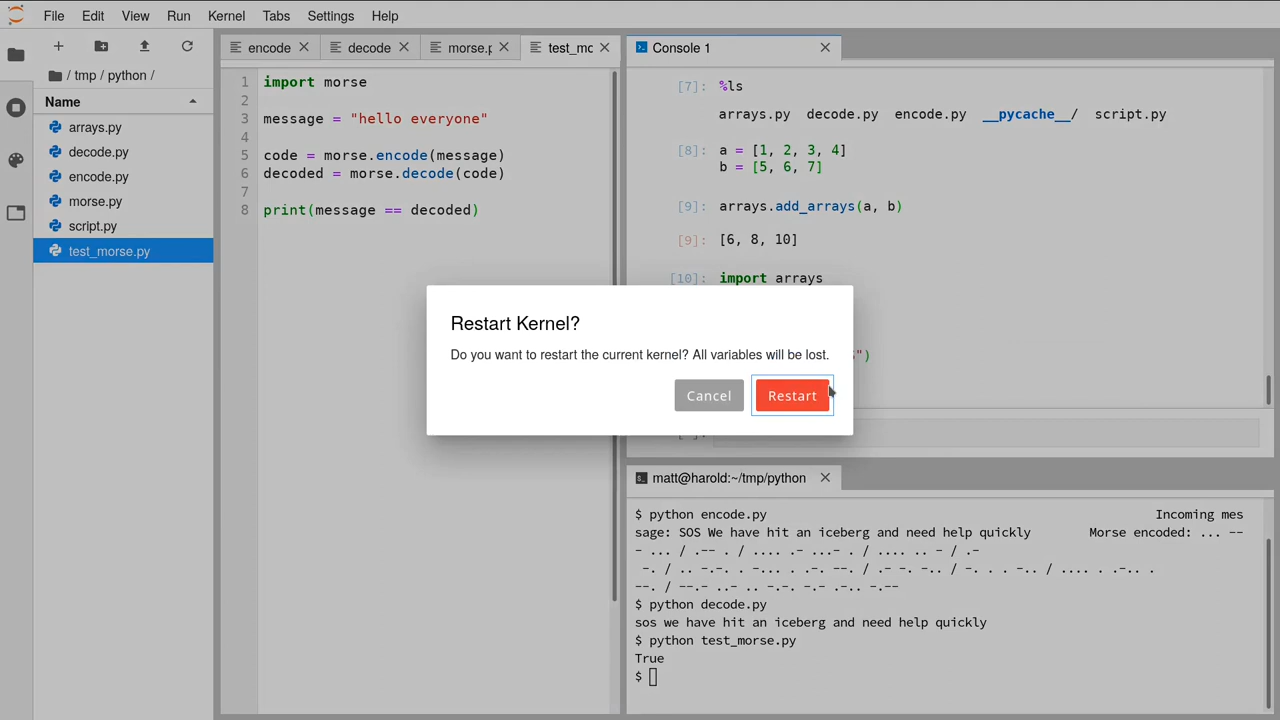 File Edit View Run Kernel Tabs Settings Help
/ tmp / python /
Name
arrays.py
decode.py
encode.py
morse.py
script.py
test_morse.py
encode decode morse.p test_mc
1 import morse
2
3 message = "hello everyone"
4
5 code = morse.encode(message)
6 decoded = morse.decode(code)
7
8 print(message == decoded)
Console 1
[7]: %ls
arrays.py decode.py encode.py __pycache__/ script.py
[8]: a = [1, 2, 3, 4]
b = [5, 6, 7]
[9]: arrays.add_arrays(a, b)
[9]: [6, 8, 10]
[10]: import arrays
")
Restart Kernel?
Do you want to restart the current kernel? All variables will be lost.
Cancel Restart
matt@harold:~/tmp/python
$ python encode.py Incoming mes
sage: SOS We have hit an iceberg and need help quickly Morse encoded: ... --
- ... / .-- . / .... .- ...- . / .... .. - / .-
-. / .. -.-. . -... . .-. --. / .- -. -.. / -. . . -.. / .... . .-.. .
--. / --.- ..- .. -.-. -.- .-.. -.--
$ python decode.py
sos we have hit an iceberg and need help quickly
$ python test_morse.py
True
$